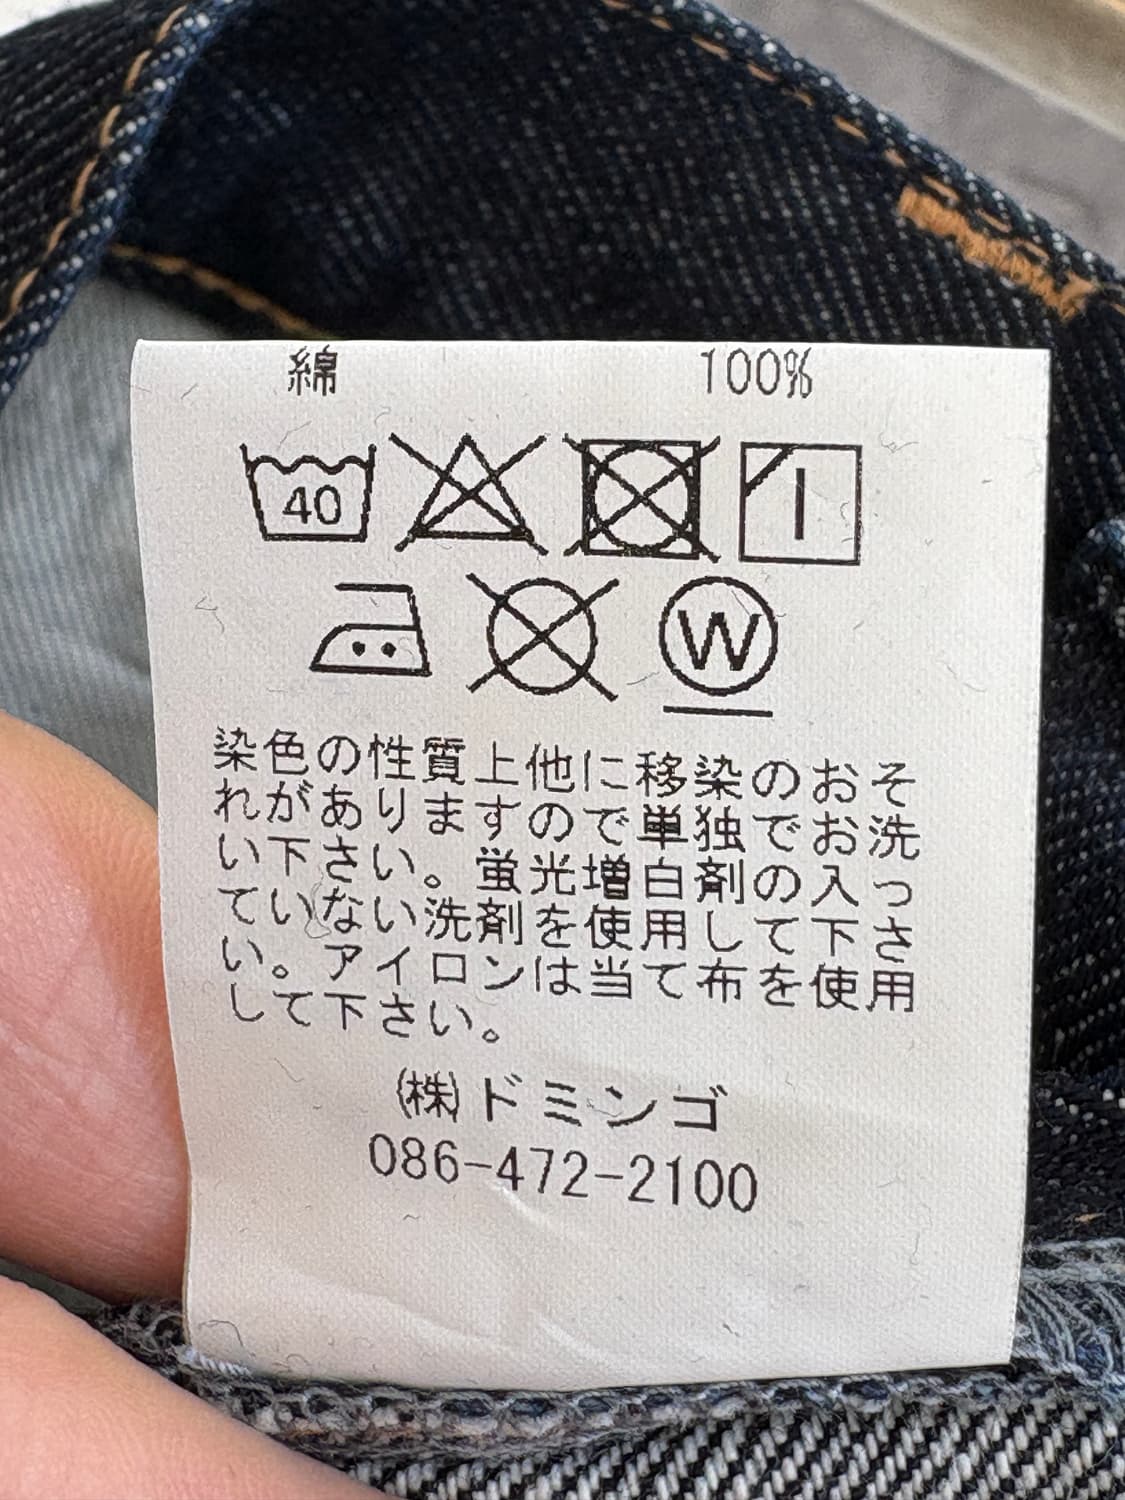 綿 100%
40
W
染色の性質上他に移染のおそ
れがありますので単独でお洗
い下さい。蛍光増白剤の入っ
ていない洗剤を使用して下さ
い。アイロンは当て布を使用
して下さい。
㈱ドミンゴ
086-472-2100